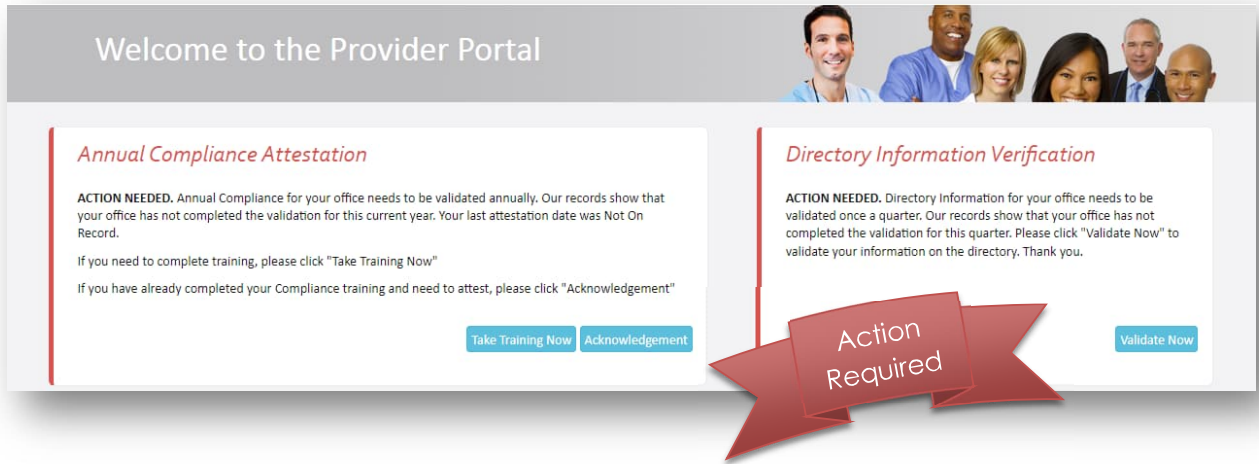 Welcome to the Provider Portal
Annual Compliance Attestation
ACTION NEEDED. Annual Compliance for your office needs to be validated annually. Our records show that
your office has not completed the validation for this current year. Your last attestation date was Not On
Record.
If you need to complete training, please click "Take Training Now"
If you have already completed your Compliance training and need to attest, please click "Acknowledgement"
Take Training Now
Acknowledgement
Directory Information Verification
ACTION NEEDED. Directory Information for your office needs to be
validated once a quarter. Our records show that your office has not
completed the validation for this quarter. Please click "Validate Now" to
validate your information on the directory. Thank you.
Validate Now
Action
Required